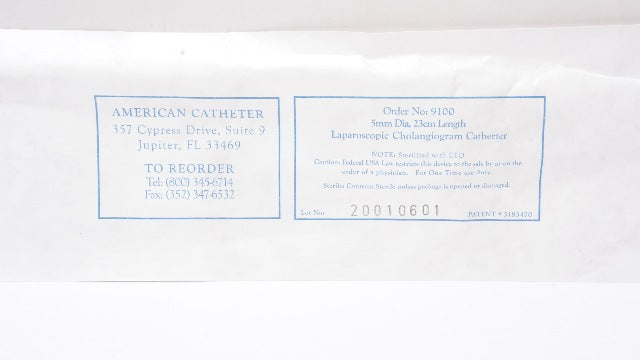 AMERICAN CATHETER
357 Cypress Drive, Suite 9
Jupiter, FL 33469
TO REORDER
Tel: (800) 345-6714
Fax: (352) 347-6532
Order No: 9100
5mm Dia, 23cm Length
Laparoscopic Cholangiogram Catherter
NOTE: Sterilized with ETO
Caution: Federal USA Law restricts this device to the sale by or on the
order of a physician. For One Time use Only.
Sterile: Contents Sterile unless package is opened or damaged.
Lot No: 20010601 PATENT # 5183470